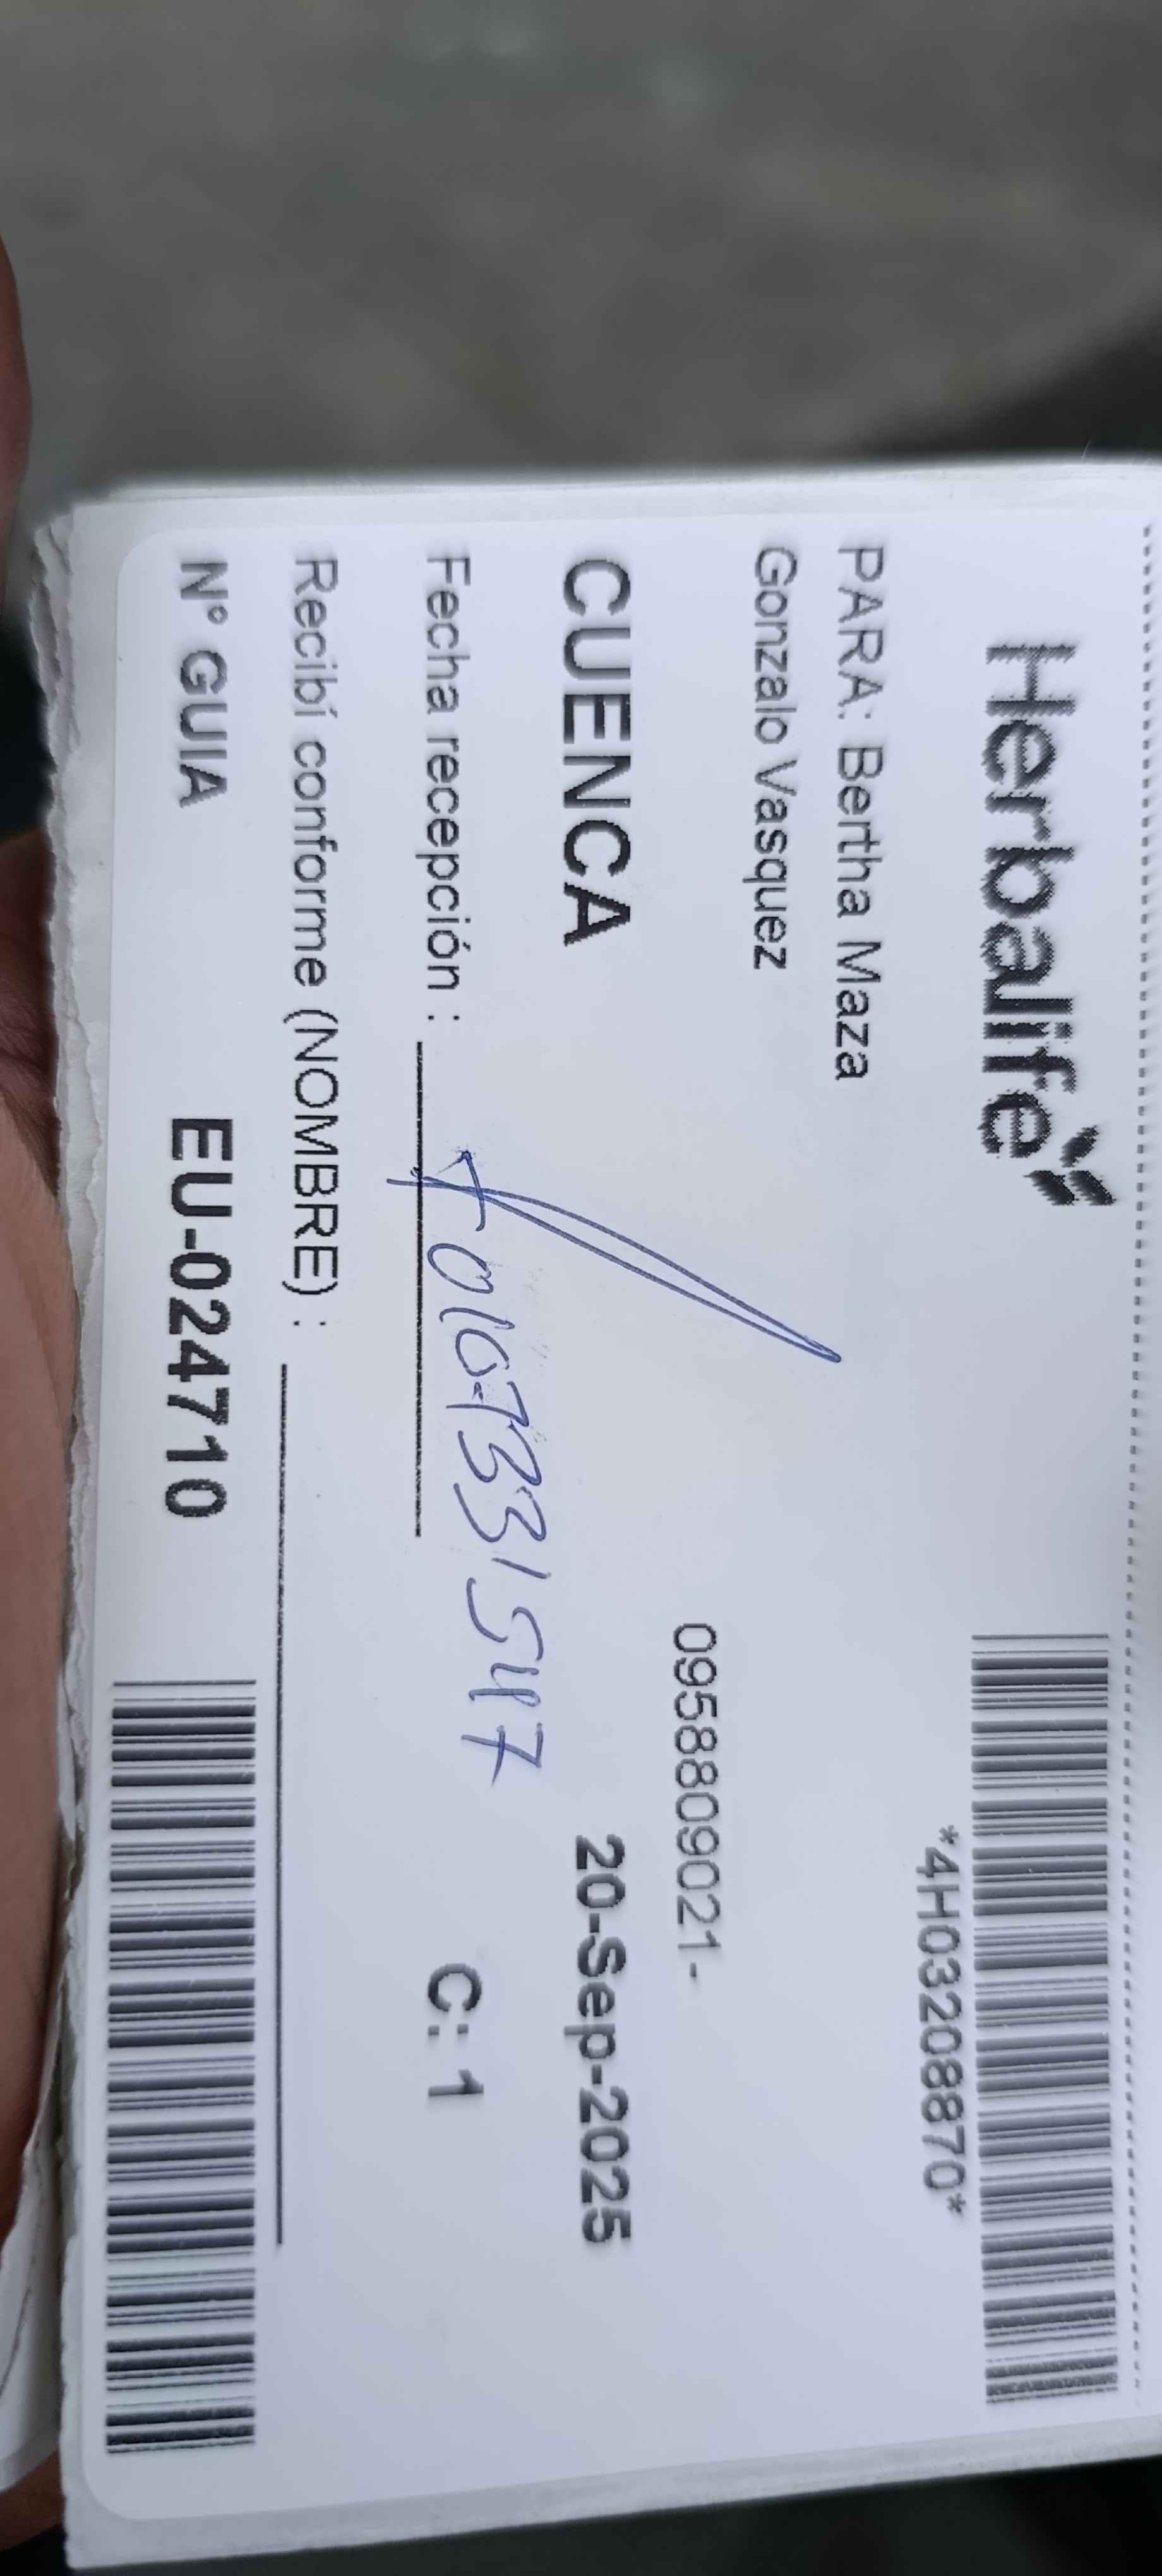 Herbalife
*4H03208870*
PARA: Bertha Maza
Gonzalo Vasquez
0958809021-
CUENCA 20-Sep-2025
0107331547
Fecha recepción : C: 1
Recibí conforme (NOMBRE) :
N° GUIA EU-024710